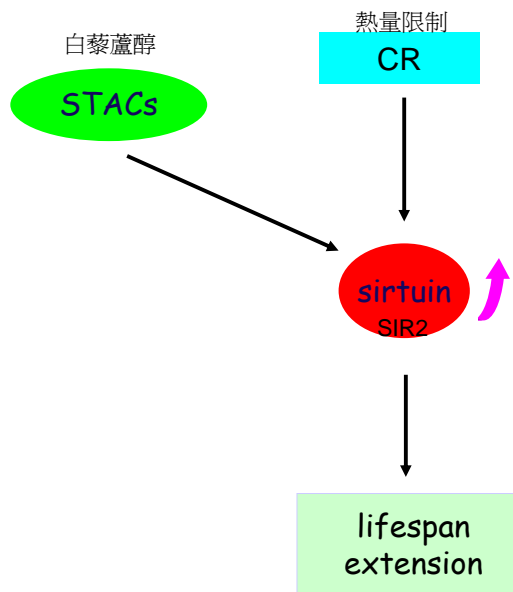 白藜蘆醇
STACs
熱量限制
CR
sirtuin
SIR2
lifespan
extension